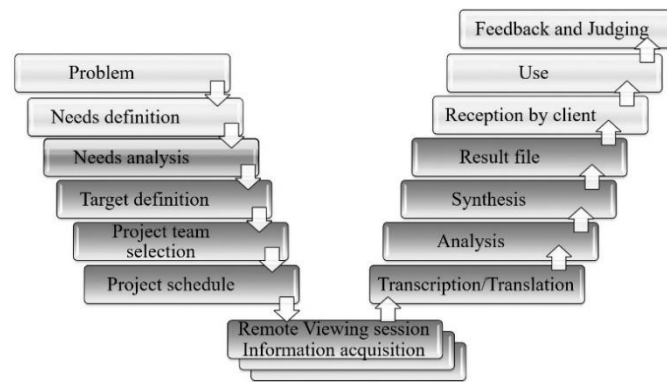 Problem
Needs definition
Needs analysis
Target definition
Project team
selection
Project schedule
Remote Viewing session
Information acquisition
Transcription/Translation
Analysis
Synthesis
Result file
Reception by client
Use
Feedback and Judging